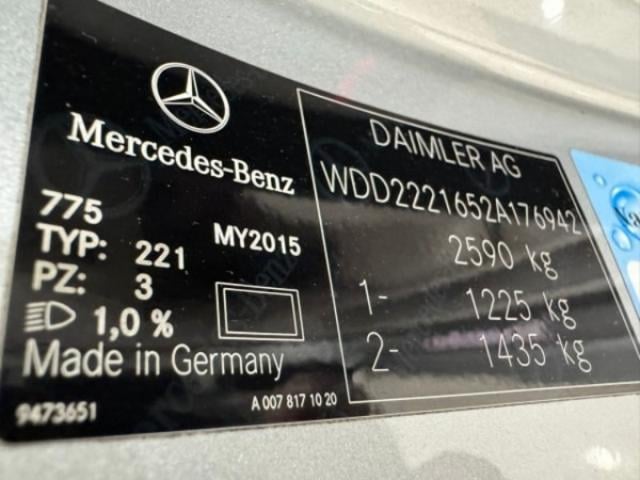 Mercedes-Benz
775
MY2015
TYP: 221
PZ: 3
1,0 %
Made in Germany
9473651
A 007 817 10 20
DAIMLER AG
WDD2221652A176942
2590 kg
1- 1225 kg
2- 1435 kg